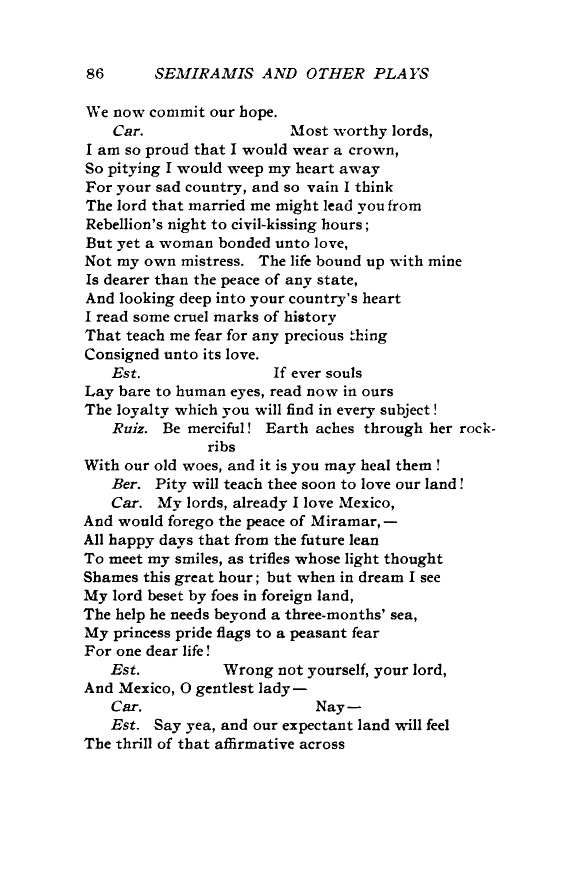 86 SEMIRAMIS AND OTHER PLAYS
We now commit our hope.
Car. Most worthy lords,
I am so proud that I would wear a crown,
So pitying I would weep my heart away
For your sad country, and so vain I think
The lord that married me might lead you from
Rebellion's night to civil-kissing hours;
But yet a woman bonded unto love,
Not my own mistress. The life bound up with mine
Is dearer than the peace of any state,
And looking deep into your country's heart
I read some cruel marks of history
That teach me fear for any precious thing
Consigned unto its love.
Est. If ever souls
Lay bare to human eyes, read now in ours
The loyalty which you will find in every subject!
Ruiz. Be merciful! Earth aches through her rock-
ribs
With our old woes, and it is you may heal them!
Ber. Pity will teach thee soon to love our land!
Car. My lords, already I love Mexico,
And would forego the peace of Miramar,—
All happy days that from the future lean
To meet my smiles, as trifles whose light thought
Shames this great hour; but when in dream I see
My lord beset by foes in foreign land,
The help he needs beyond a three-months' sea,
My princess pride flags to a peasant fear
For one dear life!
Est. Wrong not yourself, your lord,
And Mexico, O gentlest lady—
Car. Nay—
Est. Say yea, and our expectant land will feel
The thrill of that affirmative across